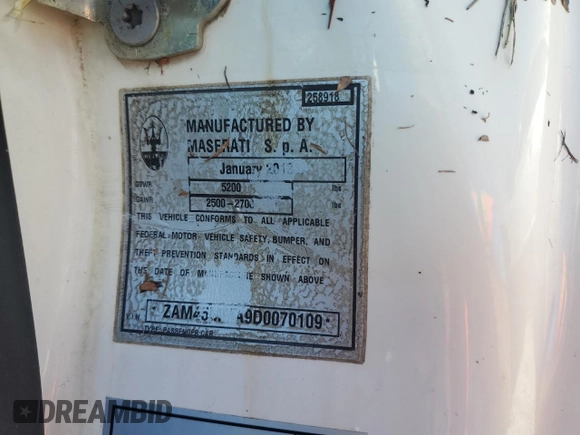 258918
MANUFACTURED BY
MASERATI S. p. A.
January
GVWR 5200 lbs
GAWR 2500-2700 lbs
THIS VEHICLE CONFORMS TO ALL APPLICABLE
FEDERAL MOTOR VEHICLE SAFETY, BUMPER, AND
THEFT PREVENTION STANDARDS IN EFFECT ON
THE DATE OF SHOWN ABOVE
A9D0070109*
TYPE: PASSENGER CAR
DREAMBID